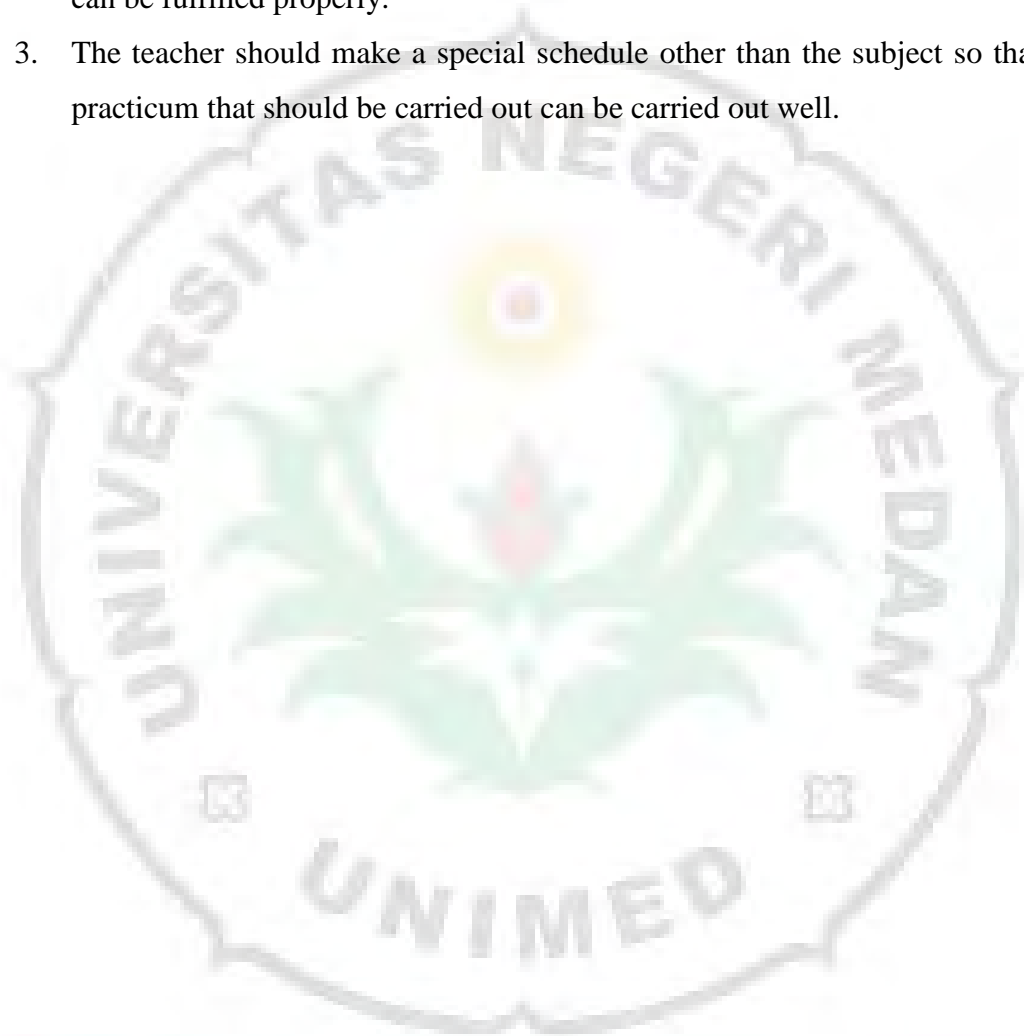 can be fulfilled properly.
3. The teacher should make a special schedule other than the subject so tha
practicum that should be carried out can be carried out well.
UNIVERSITAS NEGERI MEDAN
UNIMED